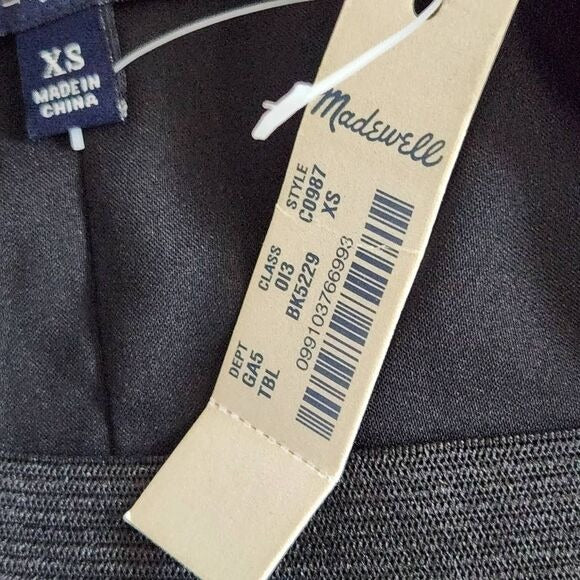 XS
MADE IN
CHINA
Madewell
STYLE
C0987
XS
CLASS
013
BK5229
DEPT
GA5
TBL
099103766993